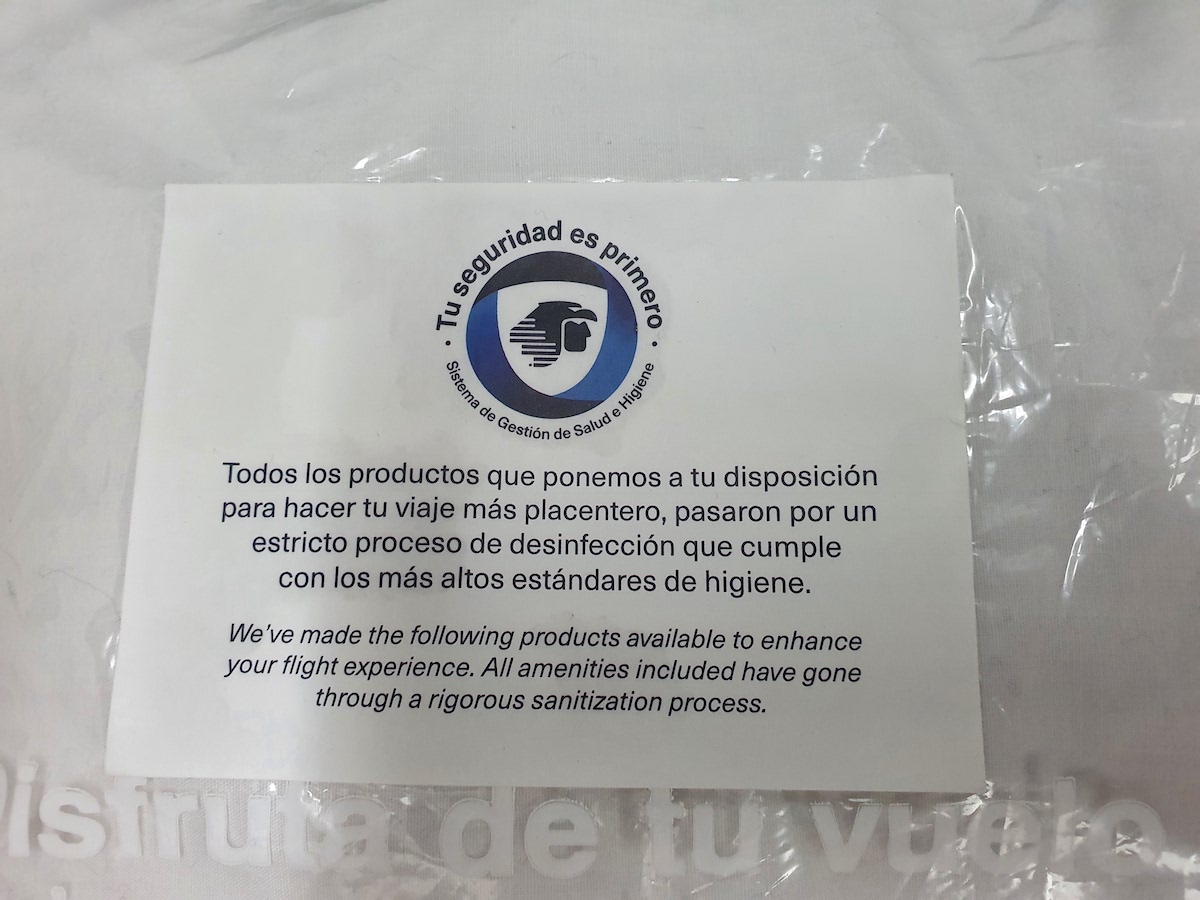 · Tu seguridad es primero ·
Sistema de Gestión de Salud e Higiene
Todos los productos que ponemos a tu disposición
para hacer tu viaje más placentero, pasaron por un
estricto proceso de desinfección que cumple
con los más altos estándares de higiene.
We've made the following products available to enhance
your flight experience. All amenities included have gone
through a rigorous sanitization process.
Disfruta de tu vuelo